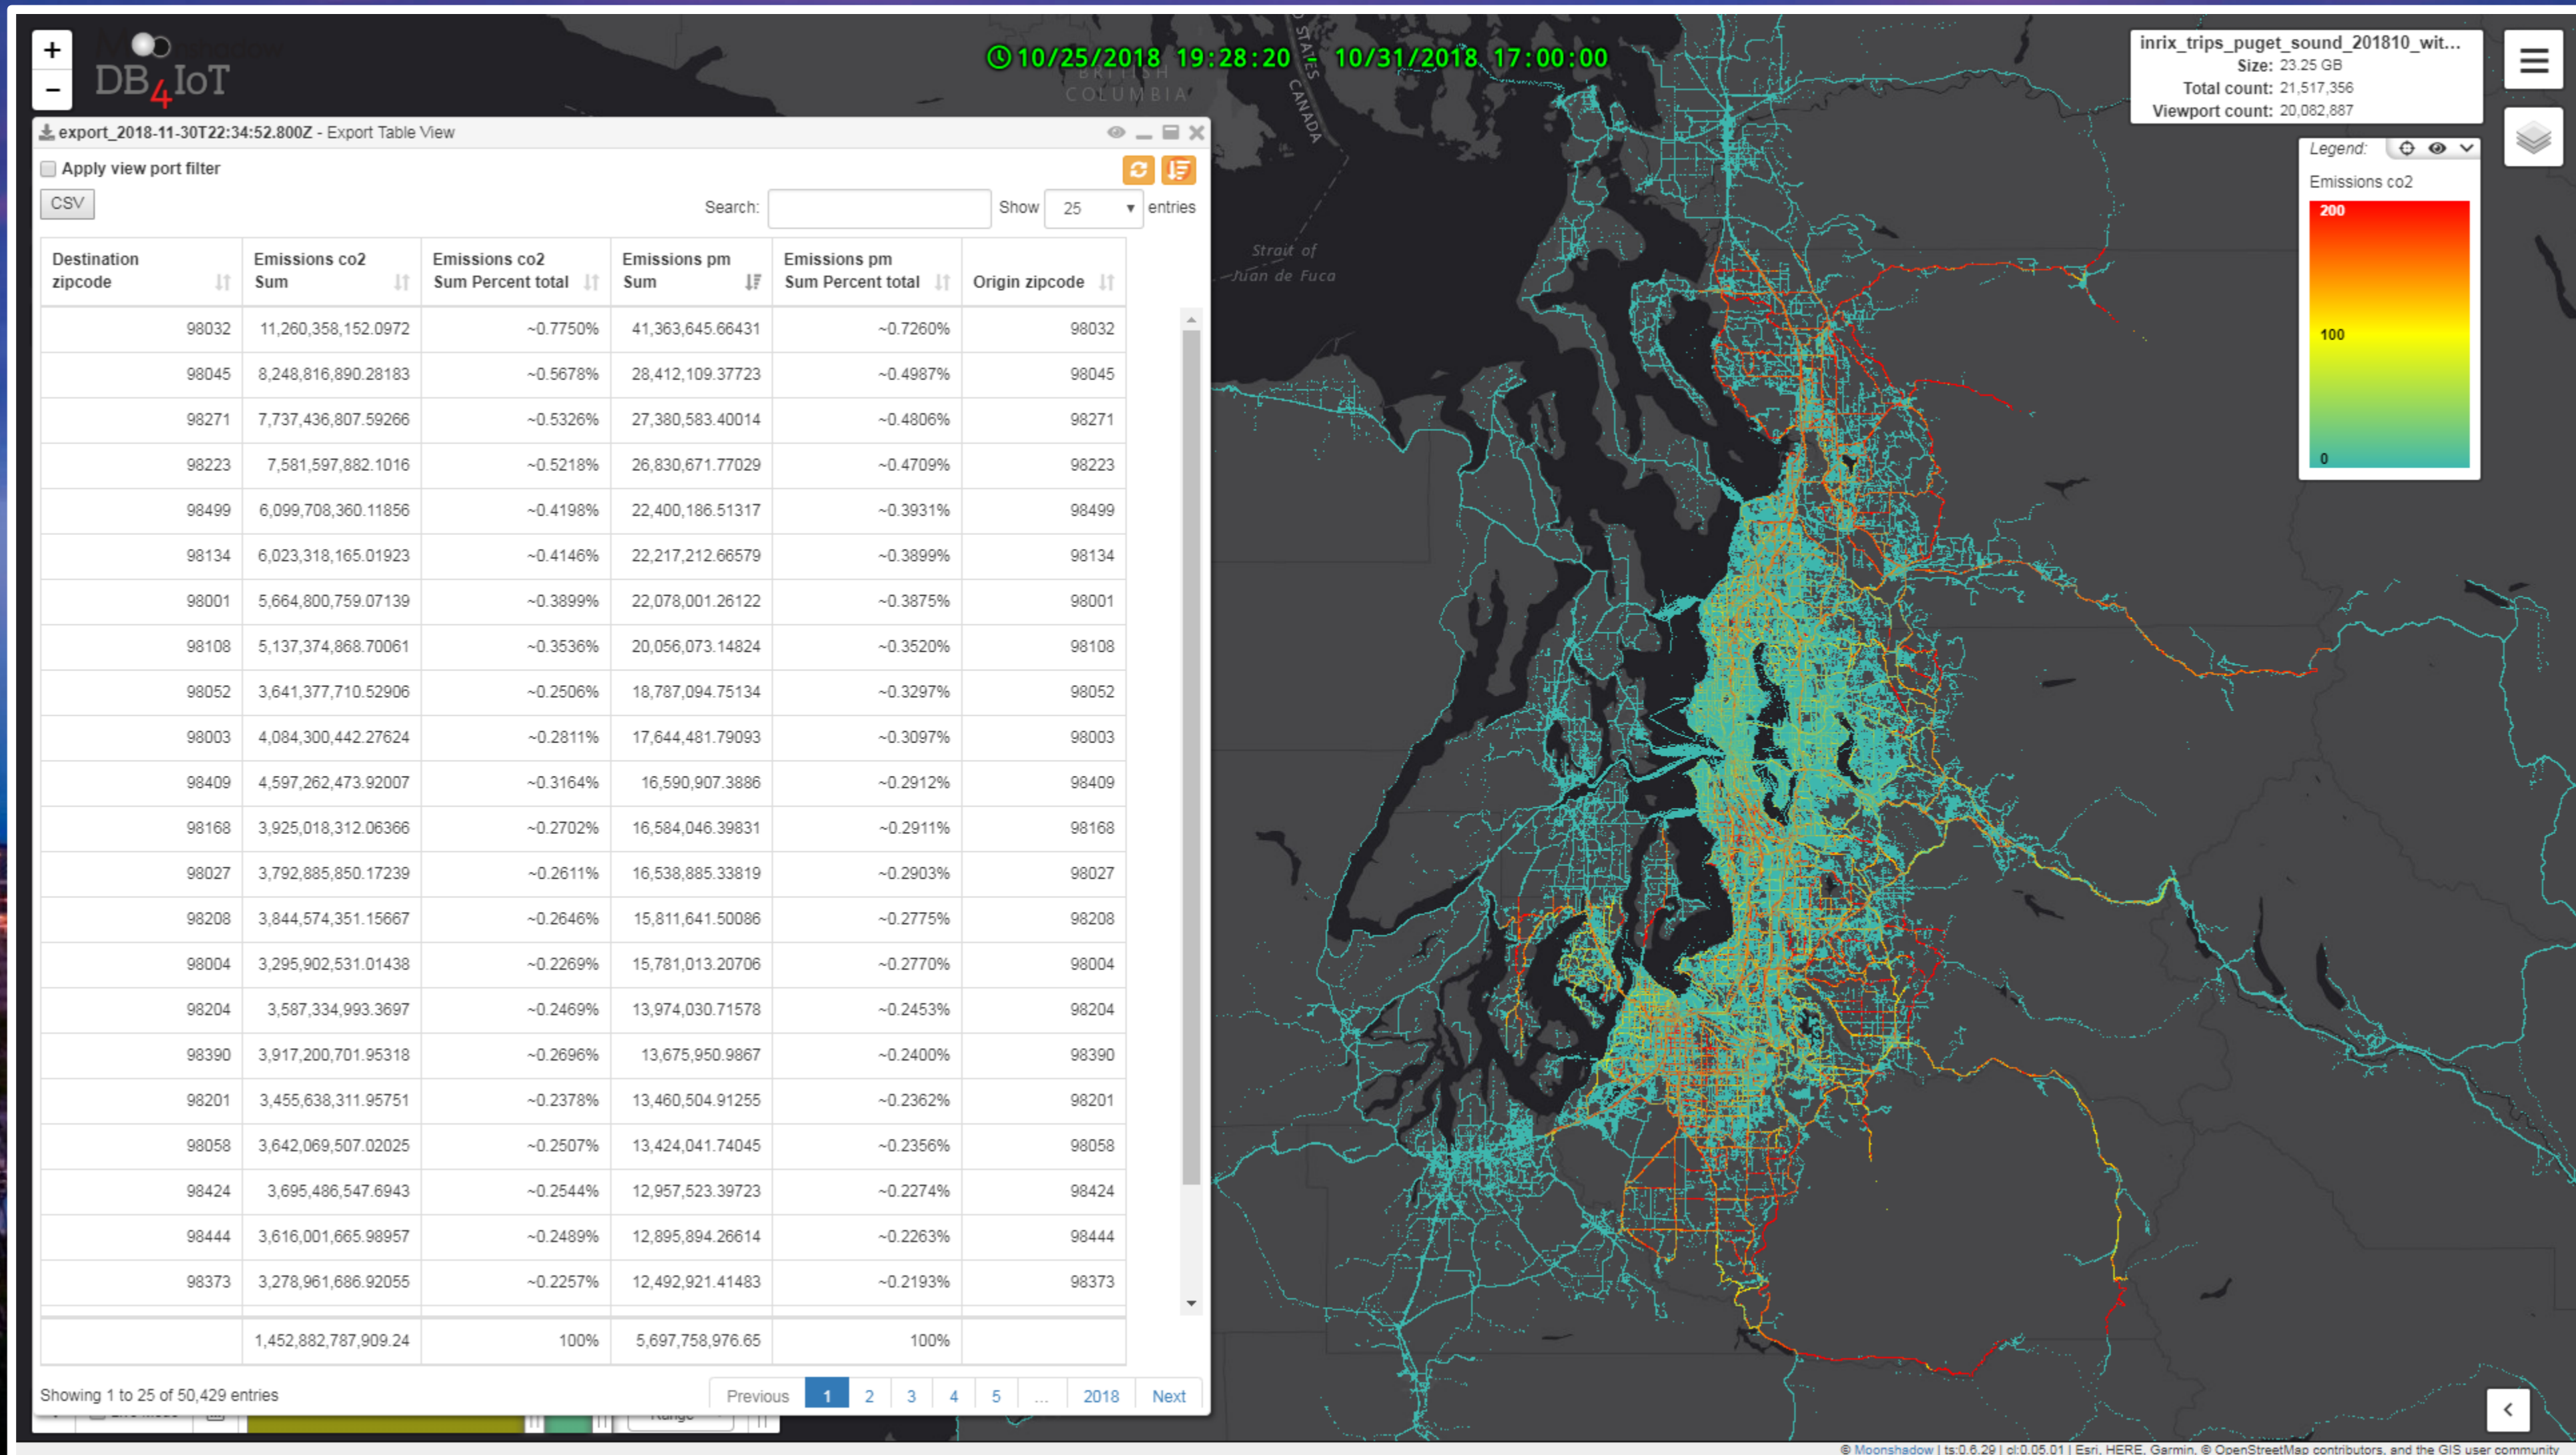 +
−
Moonshadow
DB4IoT
10/25/2018 19:28:20 - 10/31/2018 17:00:00
BRITISH
COLUMBIA
STATES
CANADA
Strait of
Juan de Fuca
inrix_trips_puget_sound_201810_wit...
Size: 23.25 GB
Total count: 21,517,356
Viewport count: 20,082,887
Legend:
Emissions co2
200
100
0
export_2018-11-30T22:34:52.800Z - Export Table View
Apply view port filter
CSV
Search:
Show 25 entries
Destination zipcode Emissions co2 Sum Emissions co2 Sum Percent total Emissions pm Sum Emissions pm Sum Percent total Origin zipcode
98032 11,260,358,152.0972 ~0.7750% 41,363,645.66431 ~0.7260% 98032
98045 8,248,816,890.28183 ~0.5678% 28,412,109.37723 ~0.4987% 98045
98271 7,737,436,807.59266 ~0.5326% 27,380,583.40014 ~0.4806% 98271
98223 7,581,597,882.1016 ~0.5218% 26,830,671.77029 ~0.4709% 98223
98499 6,099,708,360.11856 ~0.4198% 22,400,186.51317 ~0.3931% 98499
98134 6,023,318,165.01923 ~0.4146% 22,217,212.66579 ~0.3899% 98134
98001 5,664,800,759.07139 ~0.3899% 22,078,001.26122 ~0.3875% 98001
98108 5,137,374,868.70061 ~0.3536% 20,056,073.14824 ~0.3520% 98108
98052 3,641,377,710.52906 ~0.2506% 18,787,094.75134 ~0.3297% 98052
98003 4,084,300,442.27624 ~0.2811% 17,644,481.79093 ~0.3097% 98003
98409 4,597,262,473.92007 ~0.3164% 16,590,907.3886 ~0.2912% 98409
98168 3,925,018,312.06366 ~0.2702% 16,584,046.39831 ~0.2911% 98168
98027 3,792,885,850.17239 ~0.2611% 16,538,885.33819 ~0.2903% 98027
98208 3,844,574,351.15667 ~0.2646% 15,811,641.50086 ~0.2775% 98208
98004 3,295,902,531.01438 ~0.2269% 15,781,013.20706 ~0.2770% 98004
98204 3,587,334,993.3697 ~0.2469% 13,974,030.71578 ~0.2453% 98204
98390 3,917,200,701.95318 ~0.2696% 13,675,950.9867 ~0.2400% 98390
98201 3,455,638,311.95751 ~0.2378% 13,460,504.91255 ~0.2362% 98201
98058 3,642,069,507.02025 ~0.2507% 13,424,041.74045 ~0.2356% 98058
98424 3,695,486,547.6943 ~0.2544% 12,957,523.39723 ~0.2274% 98424
98444 3,616,001,665.98957 ~0.2489% 12,895,894.26614 ~0.2263% 98444
98373 3,278,961,686.92055 ~0.2257% 12,492,921.41483 ~0.2193% 98373
1,452,882,787,909.24 100% 5,697,758,976.65 100%
Showing 1 to 25 of 50,429 entries
Previous 1 2 3 4 5 ... 2018 Next
Range
© Moonshadow | ts:0.6.29 | cl:0.05.01 | Esri, HERE, Garmin, © OpenStreetMap contributors, and the GIS user community